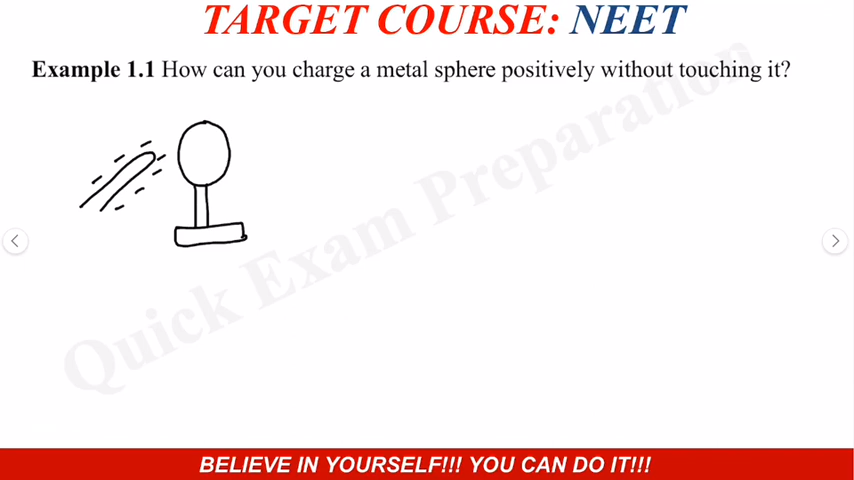 TARGET COURSE: NEET
Example 1.1 How can you charge a metal sphere positively without touching it?
Quick Exam Preparation
BELIEVE IN YOURSELF!!! YOU CAN DO IT!!!